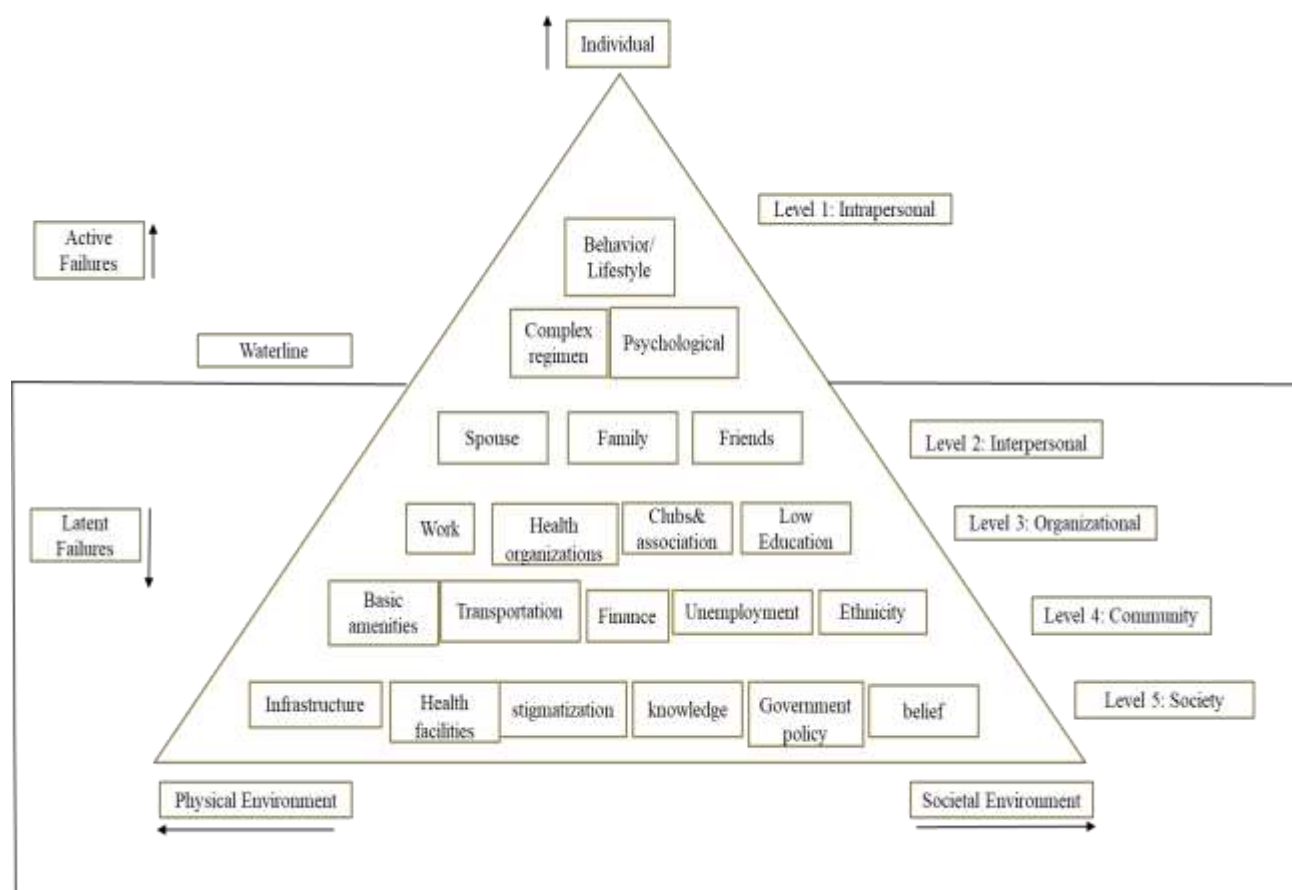 Individual
Level 1: Intrapersonal
Active
Failures
Behavior/
Lifestyle
Complex
regimen
Psychological
Waterline
Spouse
Family
Friends
Level 2: Interpersonal
Latent
Failures
Work
Health
organizations
Clubs&
association
Low
Education
Level 3: Organizational
Basic
amenities
Transportation
Finance
Unemployment
Ethnicity
Level 4: Community
Infrastructure
Health
facilities
stigmatization
knowledge
Government
policy
belief
Level 5: Society
Physical Environment
Societal Environment